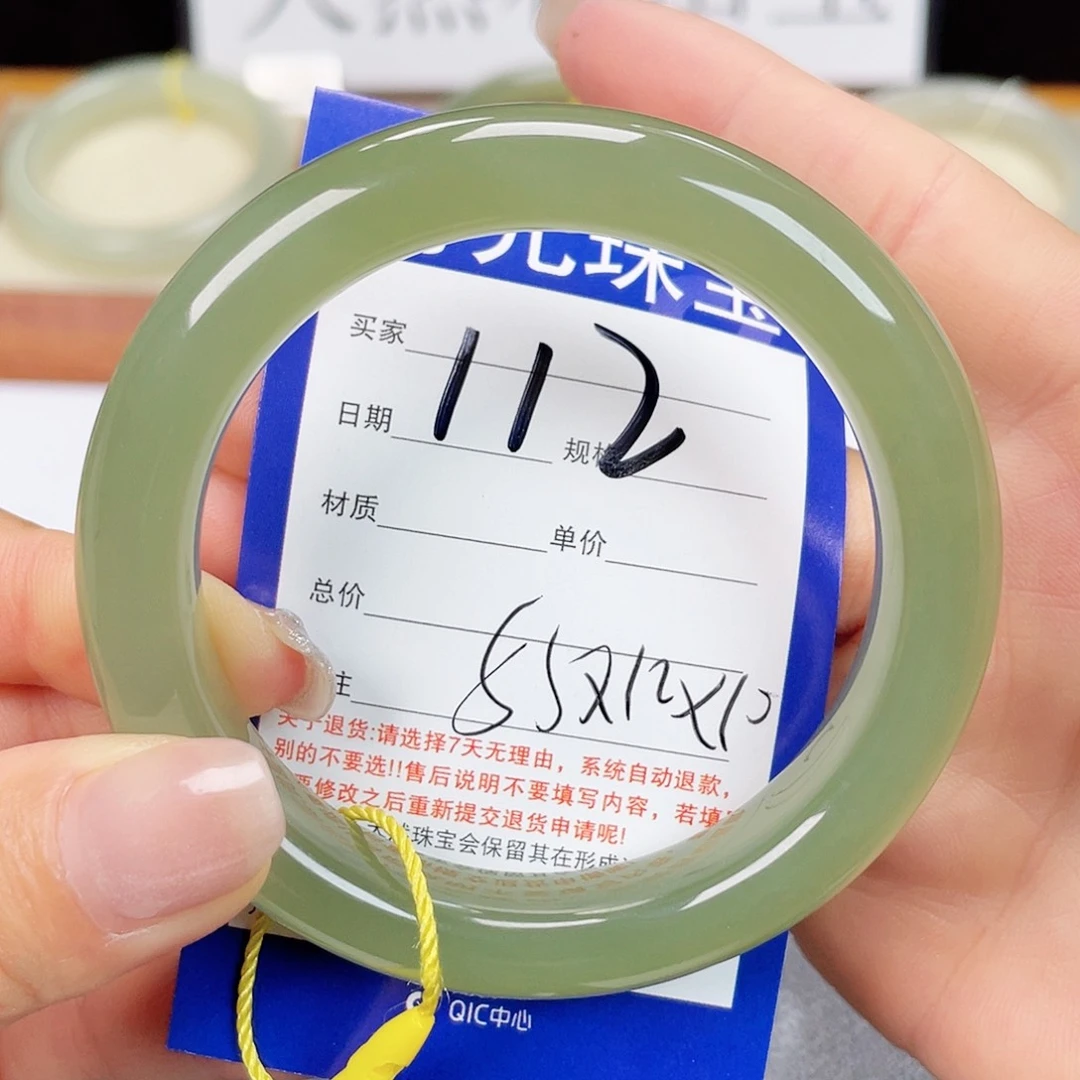 元珠宝
买家 112
日期 规格
材质 单价
总价
注 55X12X10
关于退货:请选择7天无理由，系统自动退款，
别的不要选!!售后说明不要填写内容，若填
要修改之后重新提交退货申请呢!
天然珠宝会保留其在形成
QIC中心